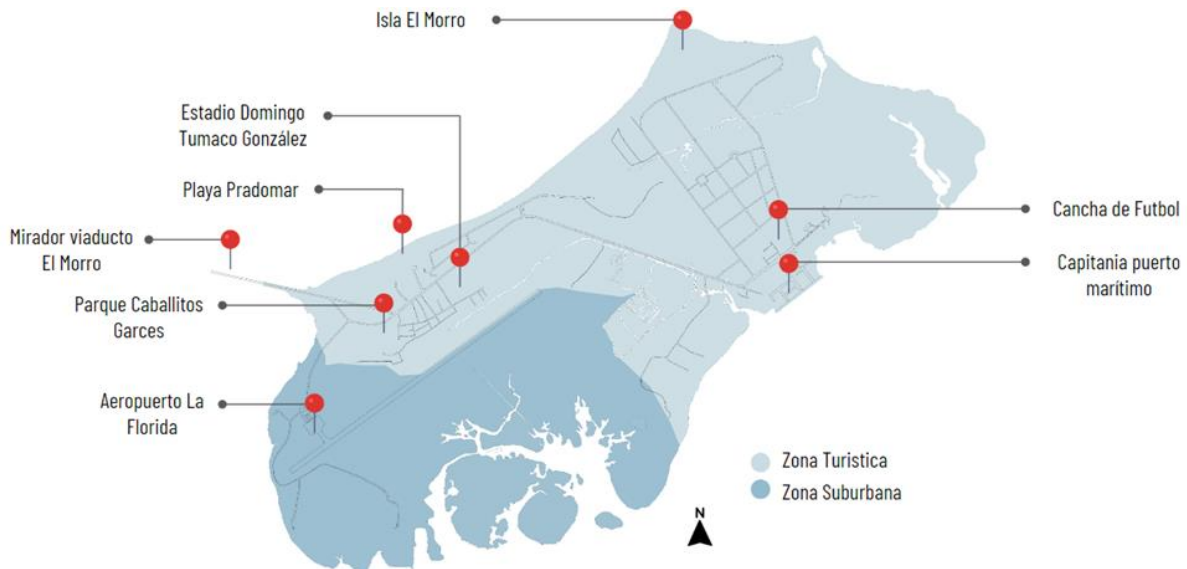 Isla El Morro
Estadio Domingo
Tumaco González
Playa Pradomar
Mirador viaducto
El Morro
Parque Caballitos
Garces
Aeropuerto La
Florida
Cancha de Futbol
Capitania puerto
marítimo
Zona Turistica
Zona Suburbana
N